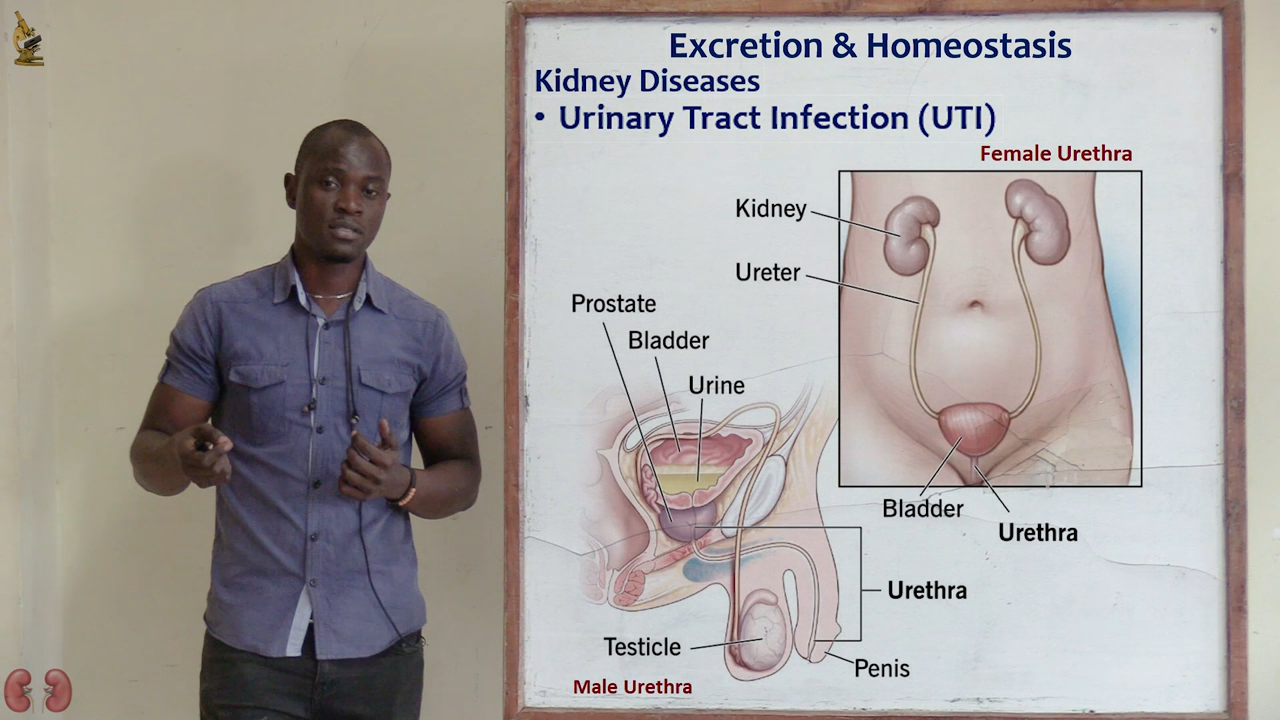 Excretion & Homeostasis
Kidney Diseases
• Urinary Tract Infection (UTI)
Female Urethra
Kidney
Ureter
Prostate
Bladder
Urine
Bladder
Urethra
Urethra
Testicle
Penis
Male Urethra